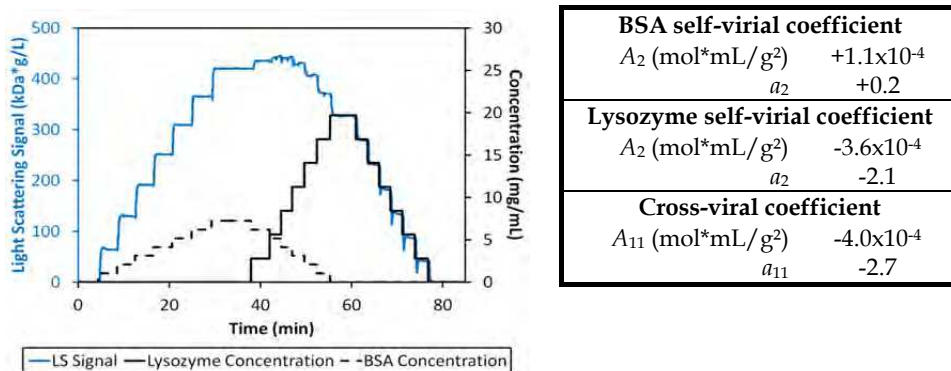 500
400
300
200
100
0
Light Scattering Signal (kDa*g/L)
30
25
20
15
10
5
0
Concentration (mg/mL)
0 20 40 60 80
Time (min)
LS Signal Lysozyme Concentration BSA Concentration
BSA self-virial coefficient
A₂ (mol*mL/g²) +1.1x10⁻⁴
a₂ +0.2
Lysozyme self-virial coefficient
A₂ (mol*mL/g²) -3.6x10⁻⁴
a₂ -2.1
Cross-viral coefficient
A₁₁ (mol*mL/g²) -4.0x10⁻⁴
a₁₁ -2.7